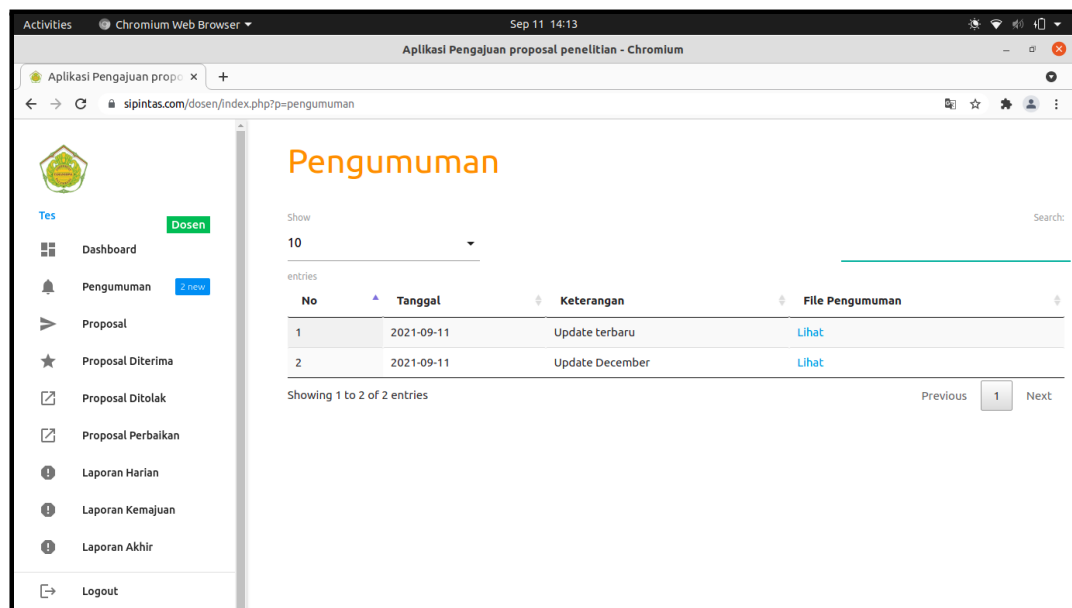 Activities Chromium Web Browser Sep 11 14:13
Aplikasi Pengajuan proposal penelitian - Chromium
Aplikasi Pengajuan propo
sipintas.com/dosen/index.php?p=pengumuman
Tes
Dosen
Dashboard
Pengumuman 2 new
Proposal
Proposal Diterima
Proposal Ditolak
Proposal Perbaikan
Laporan Harian
Laporan Kemajuan
Laporan Akhir
Logout
Pengumuman
Show Search:
10
entries
No Tanggal Keterangan File Pengumuman
1 2021-09-11 Update terbaru Lihat
2 2021-09-11 Update December Lihat
Showing 1 to 2 of 2 entries Previous 1 Next